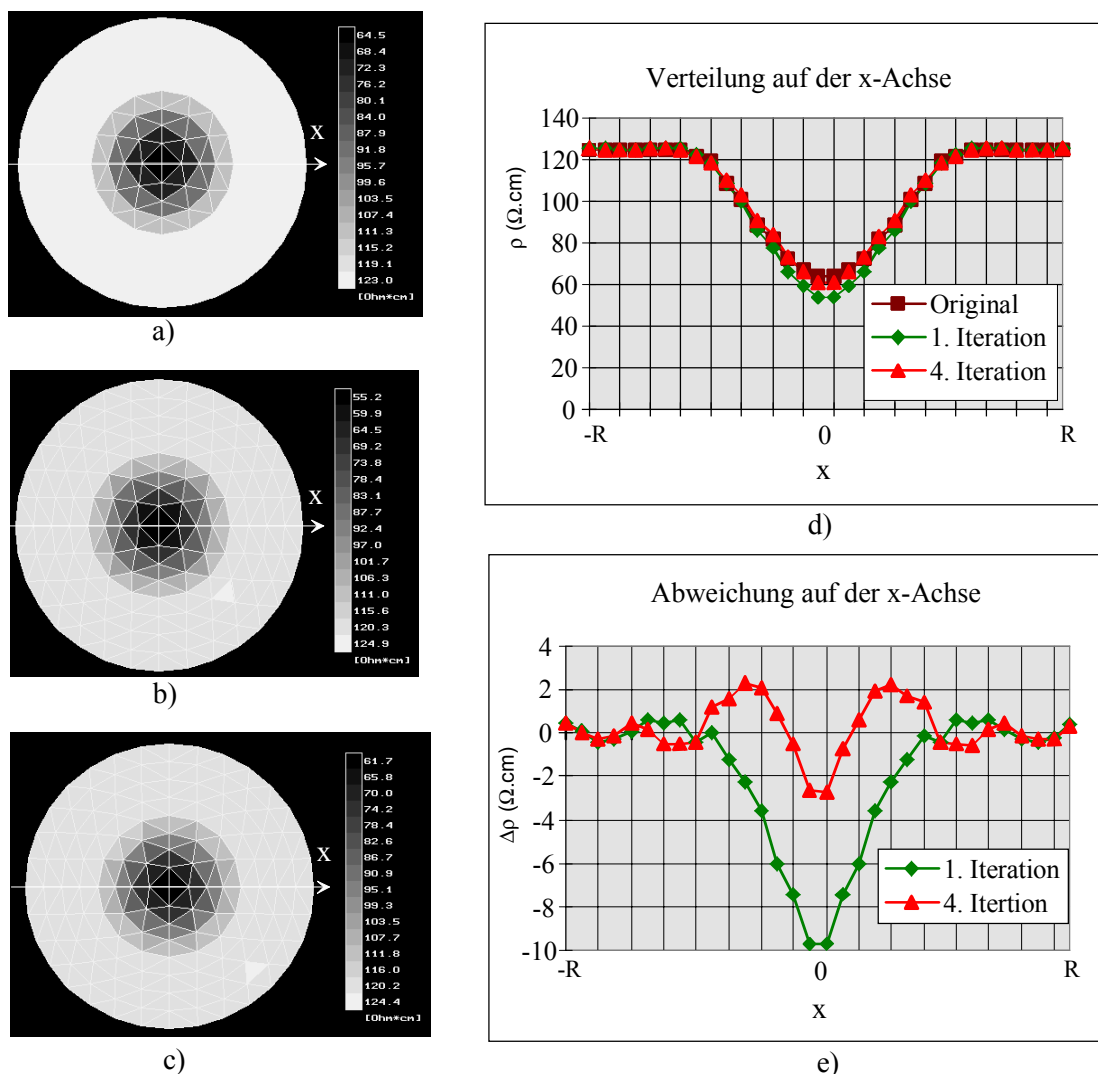 64.5
68.4
72.3
76.2
80.1
84.0
87.9
91.8
95.7
99.6
103.5
107.4
111.3
115.2
119.1
123.0
[Ohm*cm]
x
a)
55.2
59.9
64.5
69.2
73.8
78.4
83.1
87.7
92.4
97.0
101.7
106.3
111.0
115.6
120.3
124.9
[Ohm*cm]
x
b)
61.7
65.8
70.0
74.2
78.4
82.6
86.7
90.9
95.1
99.3
103.5
107.7
111.8
116.0
120.2
124.4
[Ohm*cm]
x
c)
Verteilung auf der x-Achse
ρ (Ω.cm)
140
120
100
80
60
40
20
0
Original
1. Iteration
4. Iteration
-R 0 R
x
d)
Abweichung auf der x-Achse
Δρ (Ω.cm)
4
2
0
-2
-4
-6
-8
-10
1. Iteration
4. Itertion
-R 0 R
x
e)